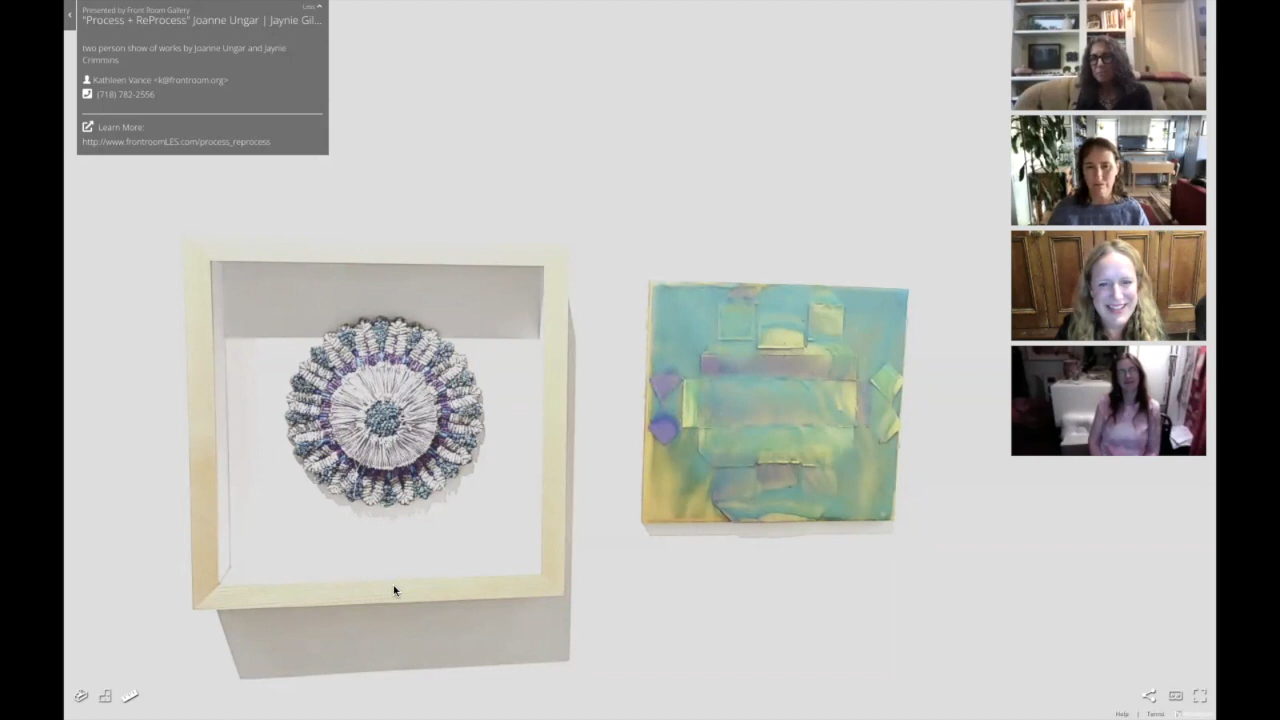 Presented by Front Room Gallery
Less
"Process + ReProcess" Joanne Ungar | Jaynie Gil...
two person show of works by Joanne Ungar and Jaynie
Crimmins
Kathleen Vance <k@frontroom.org>
(718) 782-2556
Learn More:
http://www.frontroomLES.com/process_reprocess
Help | Terms